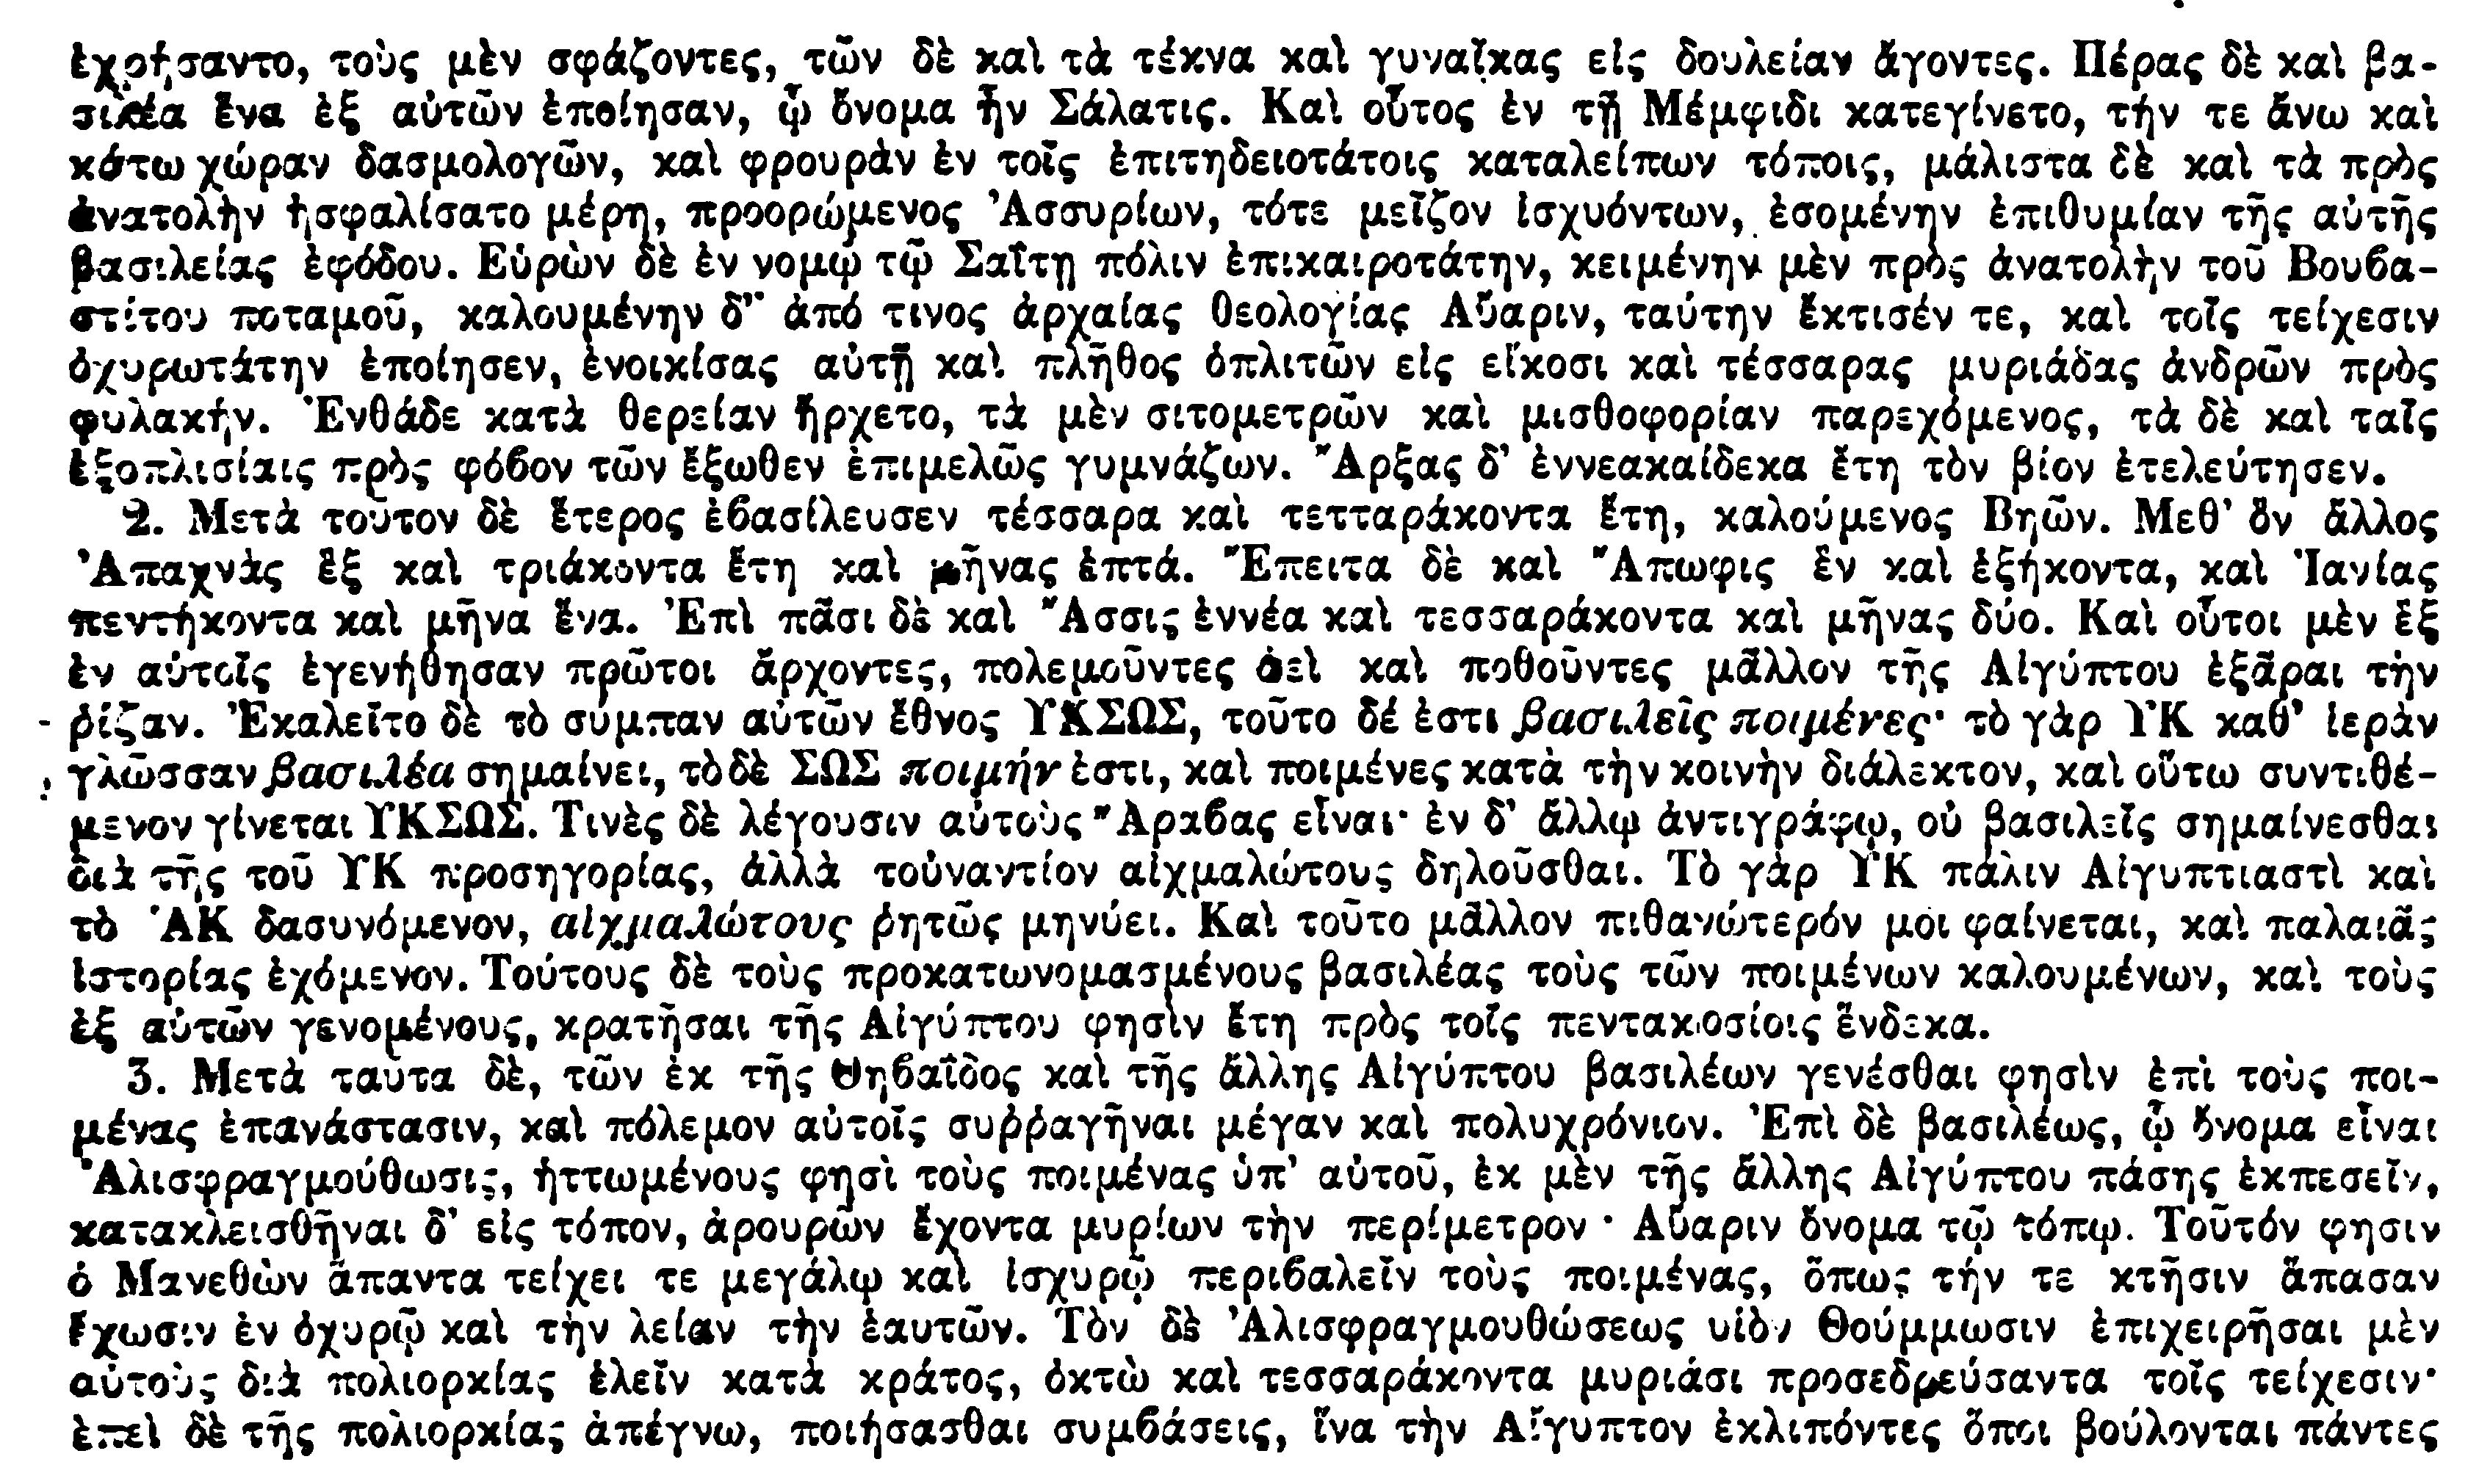 ἐχρήσαντο, τοὺς μὲν σφάζοντες, τῶν δὲ καὶ τὰ τέκνα καὶ γυναῖκας εἰς δουλείαν ἄγοντες. Πέρας δὲ καὶ βα-
σιλέα ἕνα ἐξ αὐτῶν ἐποίησαν, ᾧ ὄνομα ἦν Σάλατις. Καὶ οὗτος ἐν τῇ Μέμφιδι κατεγίνετο, τήν τε ἄνω καὶ
κάτω χώραν δασμολογῶν, καὶ φρουρὰν ἐν τοῖς ἐπιτηδειοτάτοις καταλείπων τόποις, μάλιστα δὲ καὶ τὰ πρὸς
ἀνατολὴν ἠσφαλίσατο μέρη, προορώμενος Ἀσσυρίων, τότε μεῖζον ἰσχυόντων, ἐσομένην ἐπιθυμίαν τῆς αὐτῆς
βασιλείας ἐφόδου. Εὑρὼν δὲ ἐν νομῷ τῷ Σαΐτῃ πόλιν ἐπικαιροτάτην, κειμένην μὲν πρὸς ἀνατολὴν τοῦ Βουβα-
στίτου ποταμοῦ, καλουμένην δ' ἀπό τινος ἀρχαίας θεολογίας Αὔαριν, ταύτην ἔκτισέν τε, καὶ τοῖς τείχεσιν
ὀχυρωτάτην ἐποίησεν, ἐνοικίσας αὐτῇ καὶ πλῆθος ὁπλιτῶν εἰς εἴκοσι καὶ τέσσαρας μυριάδας ἀνδρῶν πρὸς
φυλακήν. Ἐνθάδε κατὰ θερείαν ἤρχετο, τὰ μὲν σιτομετρῶν καὶ μισθοφορίαν παρεχόμενος, τὰ δὲ καὶ ταῖς
ἐξοπλισίαις πρὸς φόβον τῶν ἔξωθεν ἐπιμελῶς γυμνάζων. Ἄρξας δ' ἐννεακαίδεκα ἔτη τὸν βίον ἐτελεύτησεν.
2. Μετὰ τοῦτον δὲ ἕτερος ἐβασίλευσεν τέσσαρα καὶ τετταράκοντα ἔτη, καλούμενος Βηῶν. Μεθ' ὃν ἄλλος
Ἀπαχνὰς ἓξ καὶ τριάκοντα ἔτη καὶ μῆνας ἑπτά. Ἔπειτα δὲ καὶ Ἄπωφις ἓν καὶ ἑξήκοντα, καὶ Ἰανίας
πεντήκοντα καὶ μῆνα ἕνα. Ἐπὶ πᾶσι δὲ καὶ Ἄσσις ἐννέα καὶ τεσσαράκοντα καὶ μῆνας δύο. Καὶ οὗτοι μὲν ἓξ
ἐν αὐτοῖς ἐγενήθησαν πρῶτοι ἄρχοντες, πολεμοῦντες ἀεὶ καὶ ποθοῦντες μᾶλλον τῆς Αἰγύπτου ἐξᾶραι τὴν
ῥίζαν. Ἐκαλεῖτο δὲ τὸ σύμπαν αὐτῶν ἔθνος ΥΚΣΩΣ, τοῦτο δέ ἐστι βασιλεῖς ποιμένες· τὸ γὰρ ΥΚ καθ' ἱερὰν
γλῶσσαν βασιλέα σημαίνει, τὸ δὲ ΣΩΣ ποιμήν ἐστι, καὶ ποιμένες κατὰ τὴν κοινὴν διάλεκτον, καὶ οὕτω συντιθέ-
μενον γίνεται ΥΚΣΩΣ. Τινὲς δὲ λέγουσιν αὐτοὺς Ἄραβας εἶναι· ἐν δ' ἄλλῳ ἀντιγράφῳ, οὐ βασιλεῖς σημαίνεσθαι
διὰ τῆς τοῦ ΥΚ προσηγορίας, ἀλλὰ τοὐναντίον αἰχμαλώτους δηλοῦσθαι. Τὸ γὰρ ΥΚ πάλιν Αἰγυπτιαστὶ καὶ
τὸ ἉΚ δασυνόμενον, αἰχμαλώτους ῥητῶς μηνύει. Καὶ τοῦτο μᾶλλον πιθανώτερόν μοι φαίνεται, καὶ παλαιᾶς
ἱστορίας ἐχόμενον. Τούτους δὲ τοὺς προκατωνομασμένους βασιλέας τοὺς τῶν ποιμένων καλουμένων, καὶ τοὺς
ἐξ αὐτῶν γενομένους, κρατῆσαι τῆς Αἰγύπτου φησὶν ἔτη πρὸς τοῖς πεντακοσίοις ἕνδεκα.
3. Μετὰ ταῦτα δὲ, τῶν ἐκ τῆς Θηβαΐδος καὶ τῆς ἄλλης Αἰγύπτου βασιλέων γενέσθαι φησὶν ἐπὶ τοὺς ποι-
μένας ἐπανάστασιν, καὶ πόλεμον αὐτοῖς συῤῥαγῆναι μέγαν καὶ πολυχρόνιον. Ἐπὶ δὲ βασιλέως, ᾧ ὄνομα εἶναι
Ἀλισφραγμούθωσις, ἡττωμένους φησὶ τοὺς ποιμένας ὑπ' αὐτοῦ, ἐκ μὲν τῆς ἄλλης Αἰγύπτου πάσης ἐκπεσεῖν,
κατακλεισθῆναι δ' εἰς τόπον, ἀρουρῶν ἔχοντα μυρίων τὴν περίμετρον· Αὔαριν ὄνομα τῷ τόπῳ. Τοῦτόν φησιν
ὁ Μανεθὼν ἅπαντα τείχει τε μεγάλῳ καὶ ἰσχυρῷ περιβαλεῖν τοὺς ποιμένας, ὅπως τήν τε κτῆσιν ἅπασαν
ἔχωσιν ἐν ὀχυρῷ καὶ τὴν λείαν τὴν ἑαυτῶν. Τὸν δὲ Ἀλισφραγμουθώσεως υἱὸν Θούμμωσιν ἐπιχειρῆσαι μὲν
αὐτοὺς διὰ πολιορκίας ἑλεῖν κατὰ κράτος, ὀκτὼ καὶ τεσσαράκοντα μυριάσι προσεδρεύσαντα τοῖς τείχεσιν·
ἐπεὶ δὲ τῆς πολιορκίας ἀπέγνω, ποιήσασθαι συμβάσεις, ἵνα τὴν Αἴγυπτον ἐκλιπόντες ὅποι βούλονται πάντες